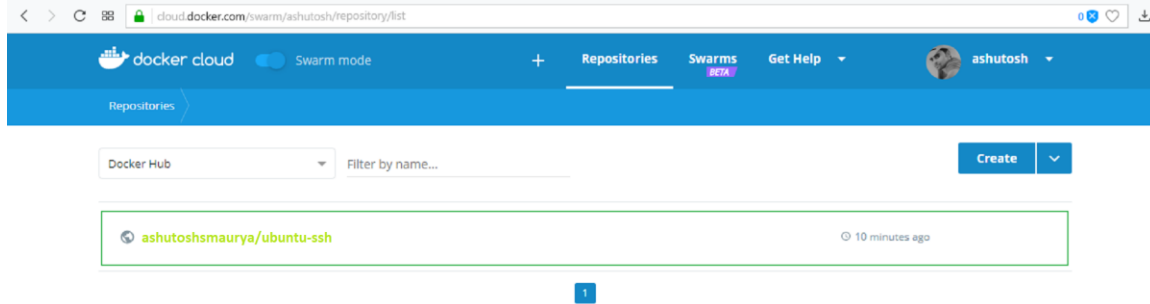 cloud.docker.com/swarm/ashutosh/repository/list
0
docker cloud Swarm mode + Repositories Swarms Get Help ashutosh
BETA
Repositories
Docker Hub Filter by name... Create
ashutoshsmaurya/ubuntu-ssh 10 minutes ago
1